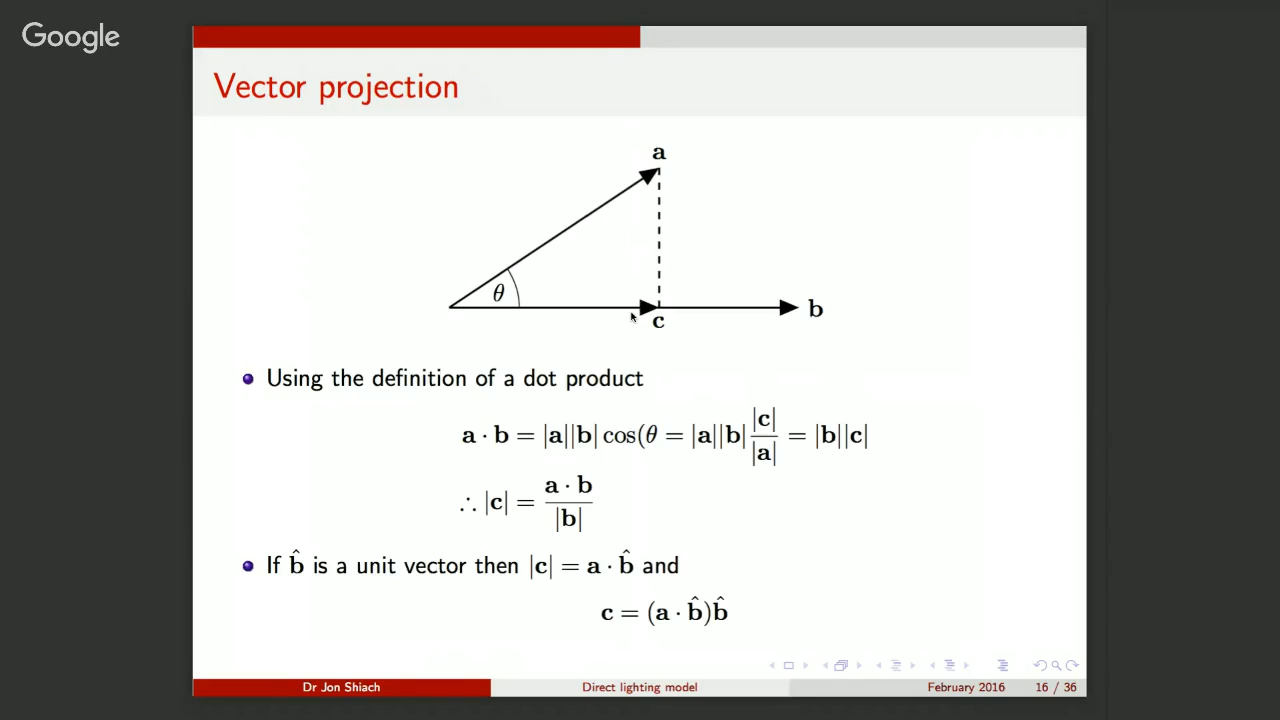 Google
Vector projection
a
θ
b
c
Using the definition of a dot product
a · b = |a||b| cos(θ = |a||b| |c|/|a| = |b||c|
∴ |c| = a · b/|b|
If b̂ is a unit vector then |c| = a · b̂ and
c = (a · b̂)b̂
Dr Jon Shiach Direct lighting model February 2016 16 / 36